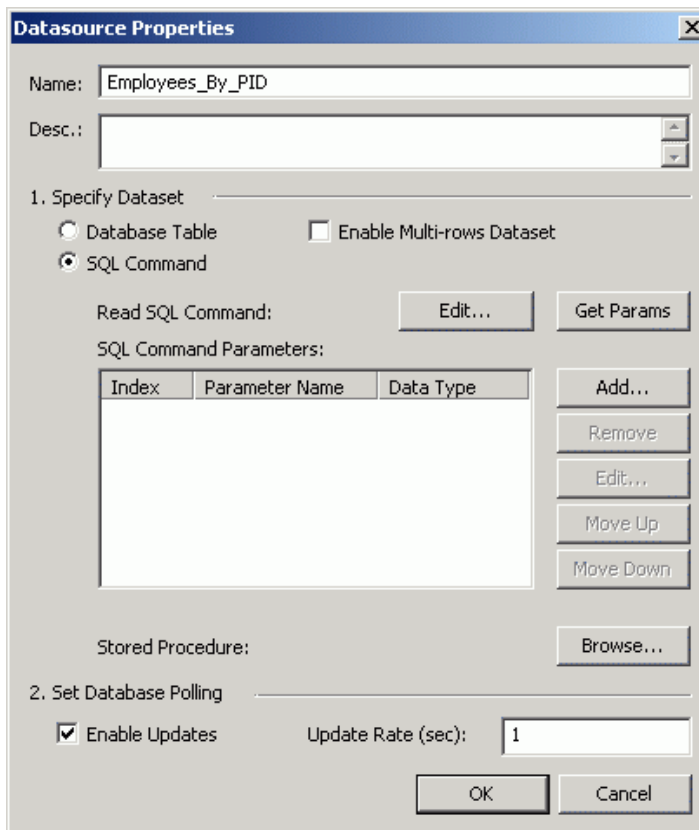 Datasource Properties
Name: Employees_By_PID
Desc.:
1. Specify Dataset
Database Table Enable Multi-rows Dataset
SQL Command
Read SQL Command: Edit... Get Params
SQL Command Parameters:
Index Parameter Name Data Type Add...
Remove
Edit...
Move Up
Move Down
Stored Procedure: Browse...
2. Set Database Polling
Enable Updates Update Rate (sec): 1
OK Cancel